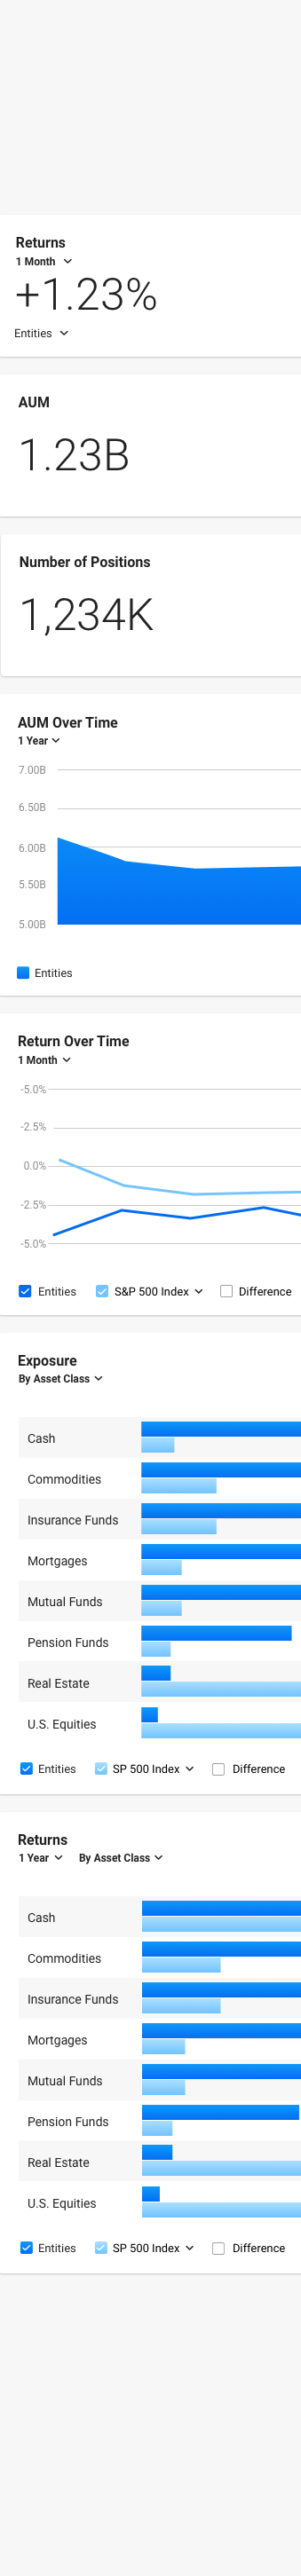 Returns
1 Month
+1.23%
Entities
AUM
1.23B
Number of Positions
1,234K
AUM Over Time
1 Year
7.00B
6.50B
6.00B
5.50B
5.00B
Entities
Return Over Time
1 Month
-5.0%
-2.5%
0.0%
-2.5%
-5.0%
Entities S&P 500 Index Difference
Exposure
By Asset Class
Cash
Commodities
Insurance Funds
Mortgages
Mutual Funds
Pension Funds
Real Estate
U.S. Equities
Entities SP 500 Index Difference
Returns
1 Year By Asset Class
Cash
Commodities
Insurance Funds
Mortgages
Mutual Funds
Pension Funds
Real Estate
U.S. Equities
Entities SP 500 Index Difference